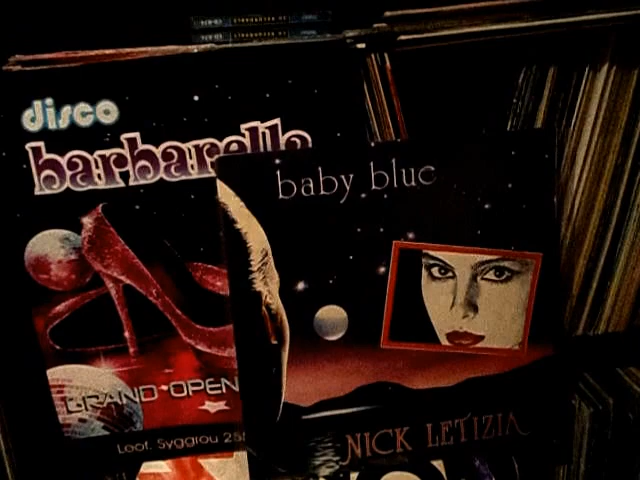 disco
barbarella
GRAND OPEN
Leof. Syggrou 25
baby blue
NICK LETIZIA